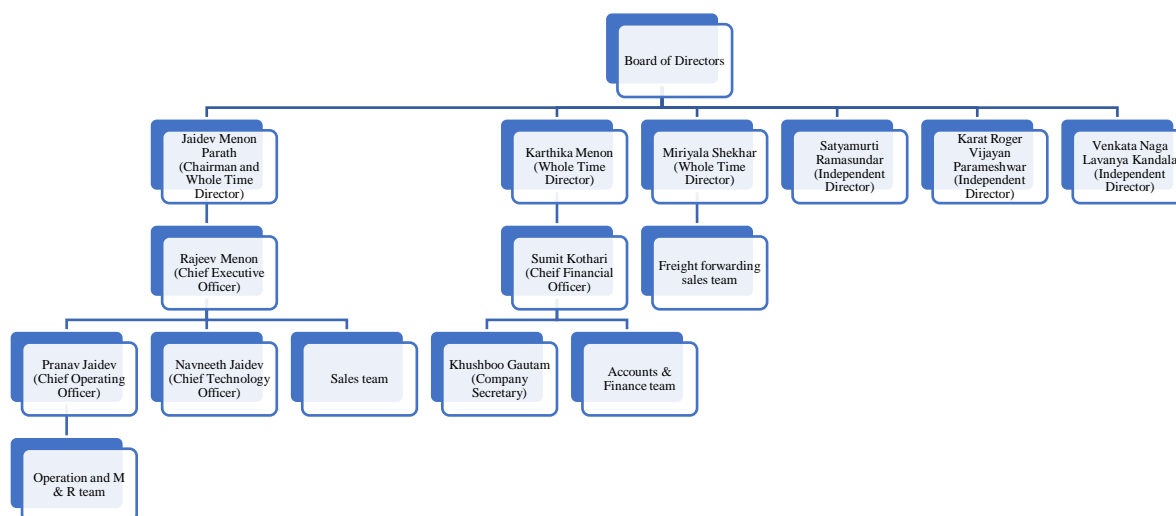 Board of Directors
Jaidev Menon
Parath
(Chairman and
Whole Time
Director)
Karthika Menon
(Whole Time
Director)
Miriyala Shekhar
(Whole Time
Director)
Satyamurti
Ramasundar
(Independent
Director)
Karat Roger
Vijayan
Parameshwar
(Independent
Director)
Venkata Naga
Lavanya Kandala
(Independent
Director)
Rajeev Menon
(Chief Executive
Officer)
Sumit Kothari
(Cheif Financial
Officer)
Freight forwarding
sales team
Pranav Jaidev
(Chief Operating
Officer)
Navneeth Jaidev
(Chief Technology
Officer)
Sales team
Khushboo Gautam
(Company
Secretary)
Accounts &
Finance team
Operation and M
& R team